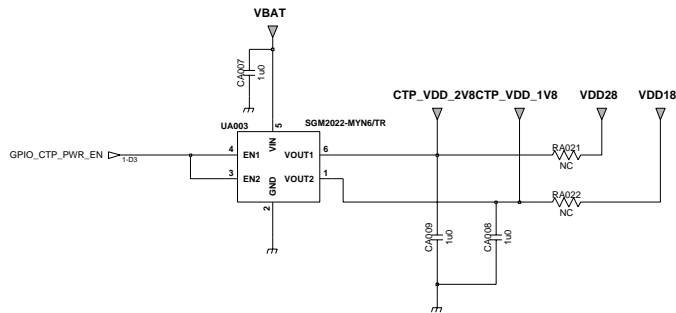 VBAT
CA007
1u0
CTP_VDD_2V8 CTP_VDD_1V8 VDD28 VDD18
UA003 SGM2022-MYN6/TR
5
VIN
RA021
NC
GPIO_CTP_PWR_EN 1-D3
4 EN1 VOUT1 6
3 EN2 VOUT2 1
GND
2
RA022
NC
CA009
1u0
CA008
1u0